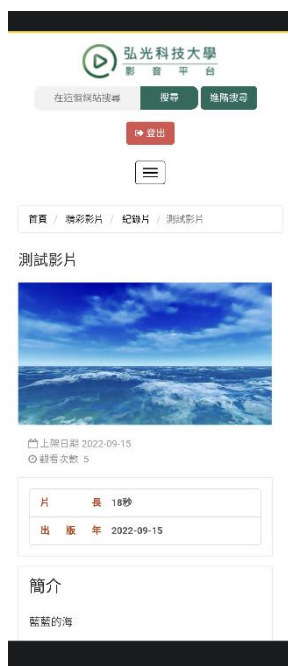 弘光科技大學
影音平台
在這個網站搜尋 搜尋 進階搜尋
登出
首頁 / 精彩影片 / 紀錄片 / 測試影片
測試影片
上架日期 2022-09-15
觀看次數 5
片長 18秒
出版年 2022-09-15
簡介
藍藍的海